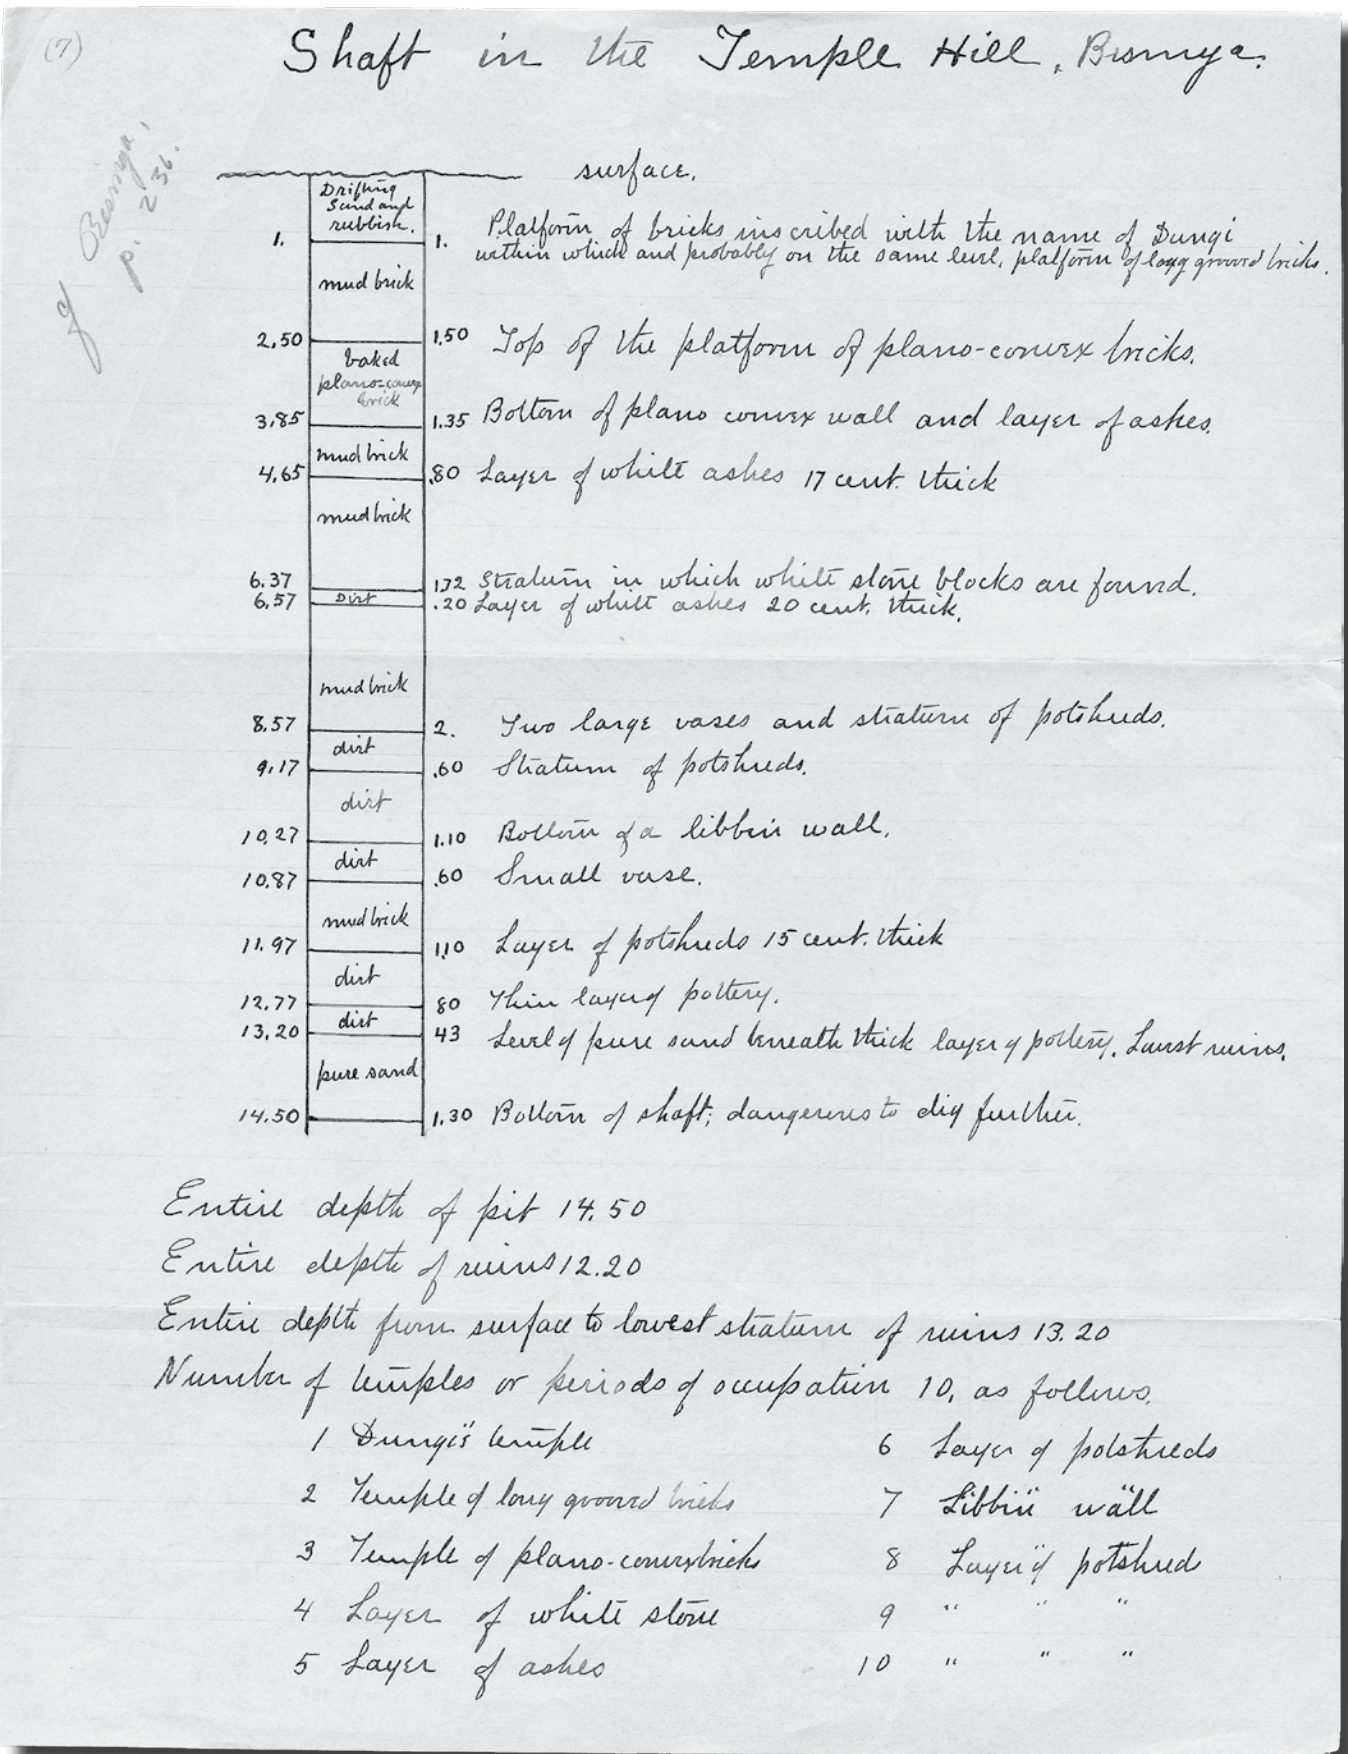 (7)
Shaft in the Temple Hill, Bismya.
cf Bismya,
p. 236.
surface.
Drifting
Sand and
rubbish.
1. 1. Platform of bricks inscribed with the name of Dungi
within which and probably on the same level, platform of long grooved bricks.
mud brick
2,50 1.50 Top of the platform of plano-convex bricks.
baked
plano-convex
brick
3,85 1.35 Bottom of plano convex wall and layer of ashes.
mud brick
4,65 .80 Layer of white ashes 17 cent. thick
mud brick
6.37 1.72 Stratum in which white stone blocks are found.
6,57 Dirt .20 Layer of white ashes 20 cent. thick.
mud brick
8,57 2. Two large vases and stratum of potshreds.
dirt
9,17 .60 Stratum of potshreds.
dirt
10,27 1.10 Bottom of a libbin wall.
dirt
10,87 .60 Small vase.
mud brick
11.97 1.10 Layer of potshreds 15 cent. thick
dirt
12.77 80 Thin layer of pottery.
dirt
13,20 43 Level of pure sand beneath thick layer of pottery. Lowest ruins.
pure sand
14.50 1.30 Bottom of shaft; dangerous to dig further.
Entire depth of pit 14.50
Entire depth of ruins 12.20
Entire depth from surface to lowest stratum of ruins 13.20
Number of temples or periods of occupation 10, as follows.
1 Dungi's temple
2 Temple of long grooved bricks
3 Temple of plano-convex bricks
4 Layer of white stone
5 Layer of ashes
6 Layer of potshreds
7 Libbin wall
8 Layer of potshred
9 " " "
10 " " "